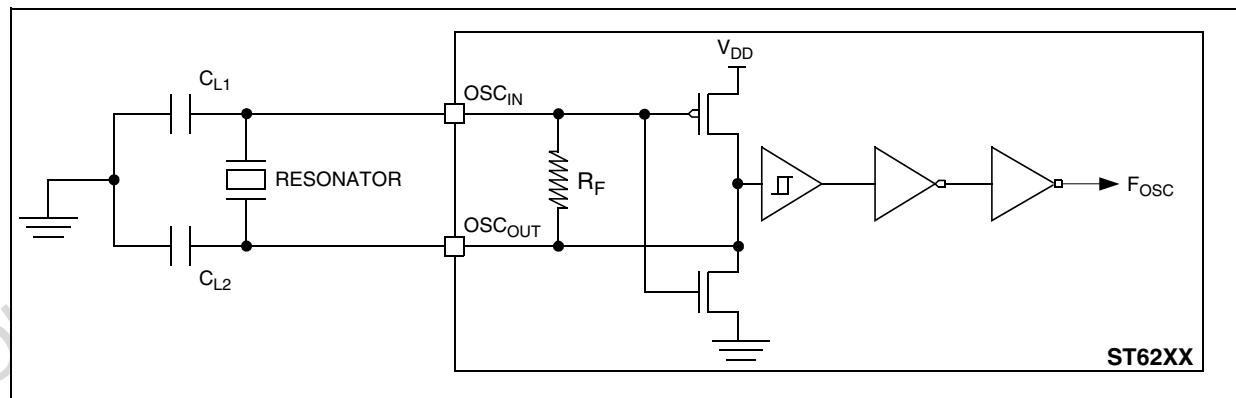 V_DD
C_L1
OSC_IN
RESONATOR
R_F
F_OSC
OSC_OUT
C_L2
ST62XX